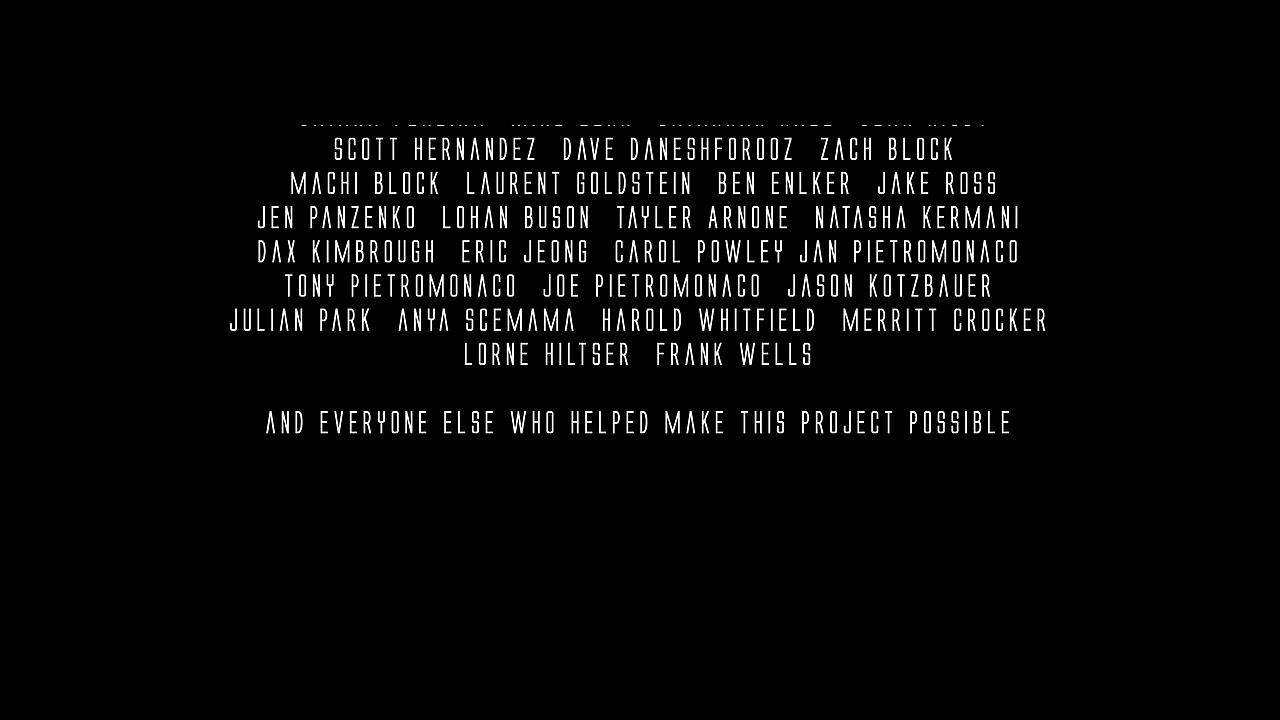 SCOTT HERNANDEZ DAVE DANESHFOROOZ ZACH BLOCK
MACHI BLOCK LAURENT GOLDSTEIN BEN ENLKER JAKE ROSS
JEN PANZENKO LOHAN BUSON TAYLER ARNONE NATASHA KERMANI
DAX KIMBROUGH ERIC JEONG CAROL POWLEY JAN PIETROMONACO
TONY PIETROMONACO JOE PIETROMONACO JASON KOTZBAUER
JULIAN PARK ANYA SCEMAMA HAROLD WHITFIELD MERRITT CROCKER
LORNE HILTSER FRANK WELLS
AND EVERYONE ELSE WHO HELPED MAKE THIS PROJECT POSSIBLE